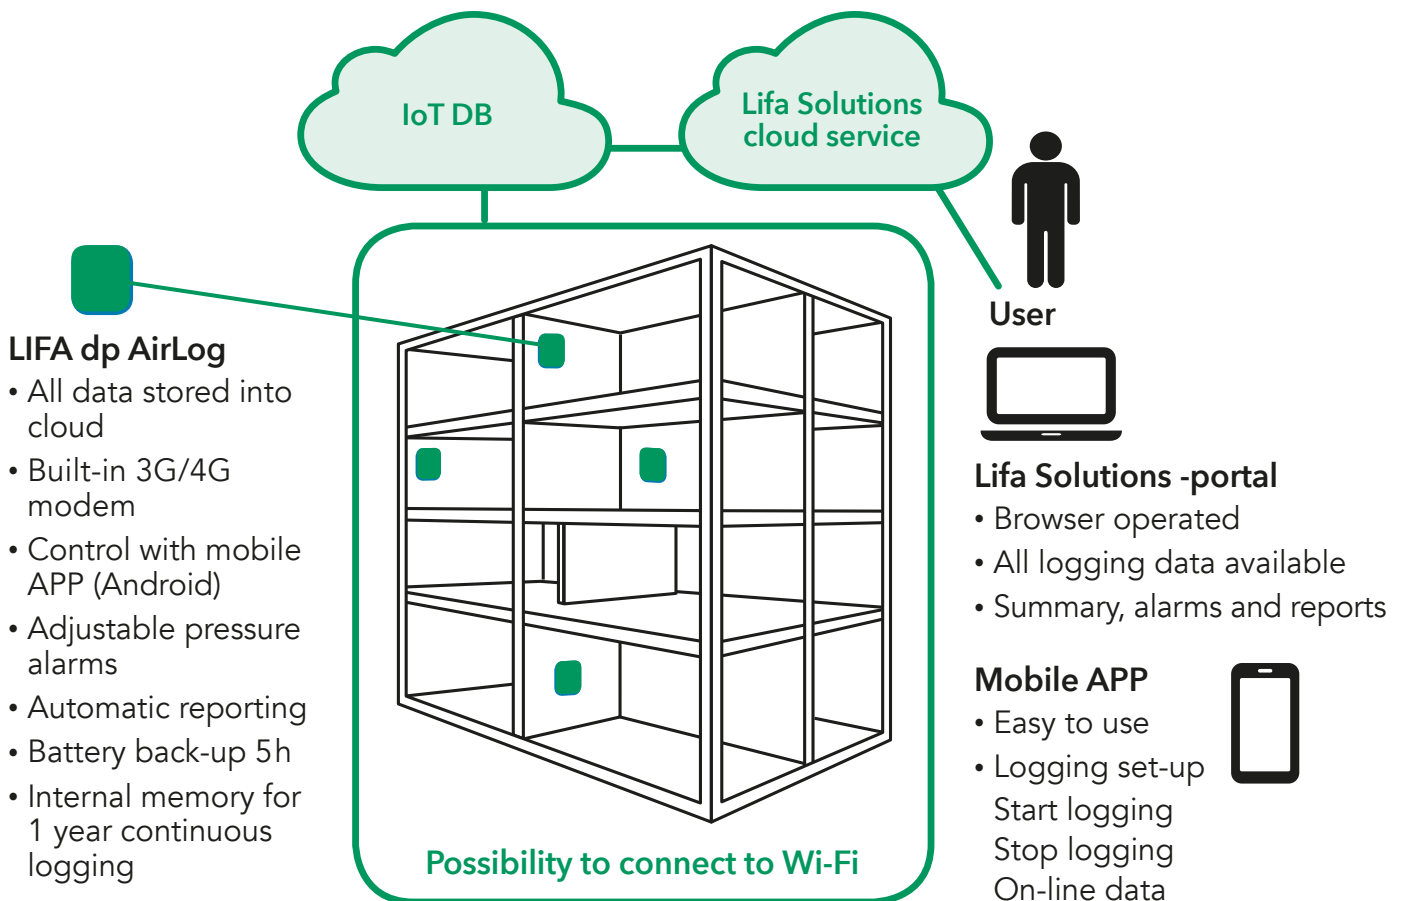 IoT DB
Lifa Solutions
cloud service
LIFA dp AirLog
• All data stored into
cloud
• Built-in 3G/4G
modem
• Control with mobile
APP (Android)
• Adjustable pressure
alarms
• Automatic reporting
• Battery back-up 5h
• Internal memory for
1 year continuous
logging
Possibility to connect to Wi-Fi
User
Lifa Solutions -portal
• Browser operated
• All logging data available
• Summary, alarms and reports
Mobile APP
• Easy to use
• Logging set-up
Start logging
Stop logging
On-line data